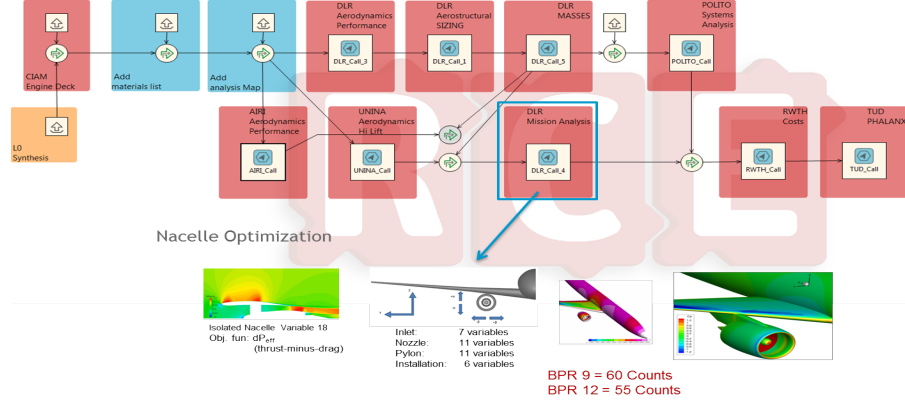 DLR
Aerodynamics
Performance
DLR
Aerostructural
SIZING
DLR
MASSES
POLITO
Systems
Analysis
DLR_Call_3
DLR_Call_1
DLR_Call_5
POLITO_Call
CIAM
Engine Deck
Add
materials list
Add
analysis Map
L0
Synthesis
AIRI
Aerodynamics
Performance
UNINA
Aerodynamics
Hi Lift
DLR
Mission Analysis
RWTH
Costs
TUD
PHALANX
AIRI_Call
UNINA_Call
DLR_Call_4
RWTH_Call
TUD_Call
RCE
Nacelle Optimization
Isolated Nacelle Variable 18
Obj. fun: dPeff
(thrust-minus-drag)
Inlet: 7 variables
Nozzle: 11 variables
Pylon: 11 variables
Installation: 6 variables
BPR 9 = 60 Counts
BPR 12 = 55 Counts